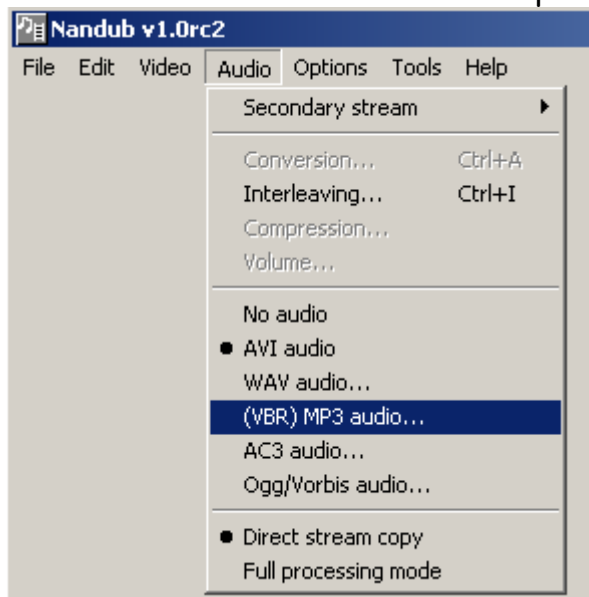 Nandub v1.0rc2
File Edit Video Audio Options Tools Help
Secondary stream
Conversion... Ctrl+A
Interleaving... Ctrl+I
Compression...
Volume...
No audio
AVI audio
WAV audio...
(VBR) MP3 audio...
AC3 audio...
Ogg/Vorbis audio...
Direct stream copy
Full processing mode